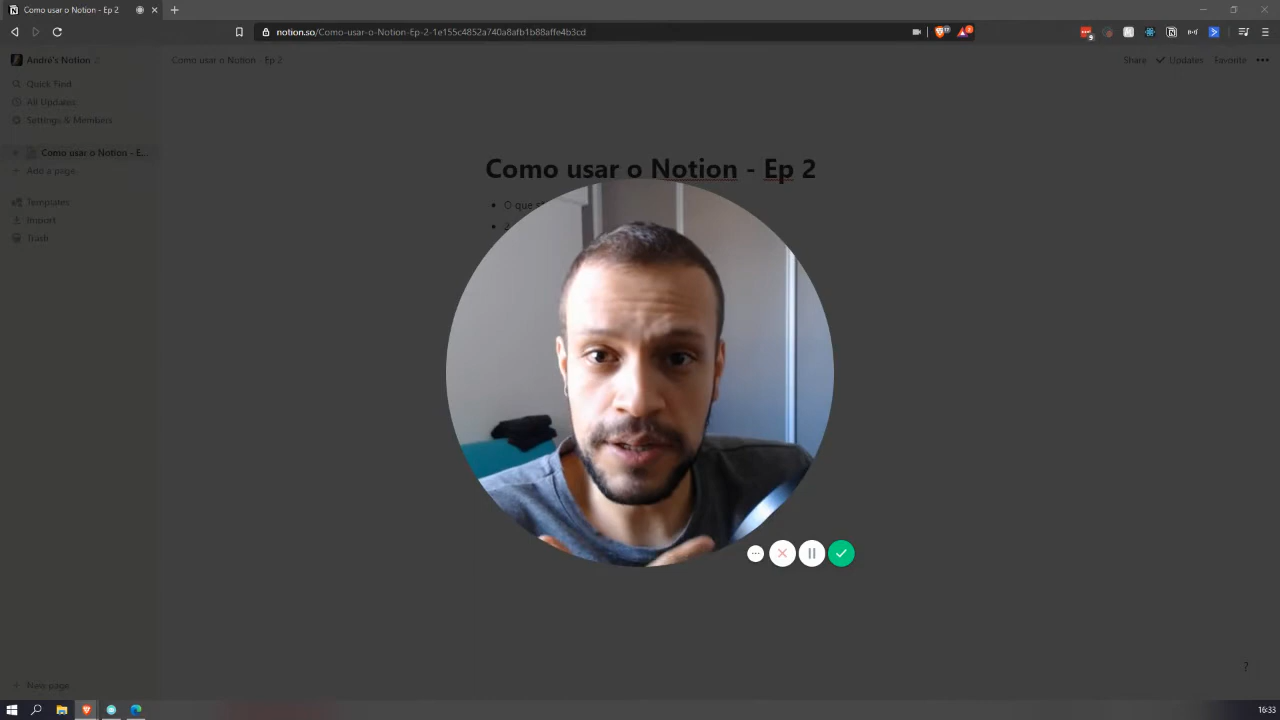 Como usar o Notion - Ep 2
notion.so/Como-usar-o-Notion-Ep-2-1e155c4852a740a8afb1b88affe4b3cd
André's Notion
Como usar o Notion - Ep 2
Share
Updates
Favorite
Quick Find
All Updates
Settings & Members
Como usar o Notion - E...
Add a page
Templates
Import
Trash
Como usar o Notion - Ep 2
O que
New page
?
16:33